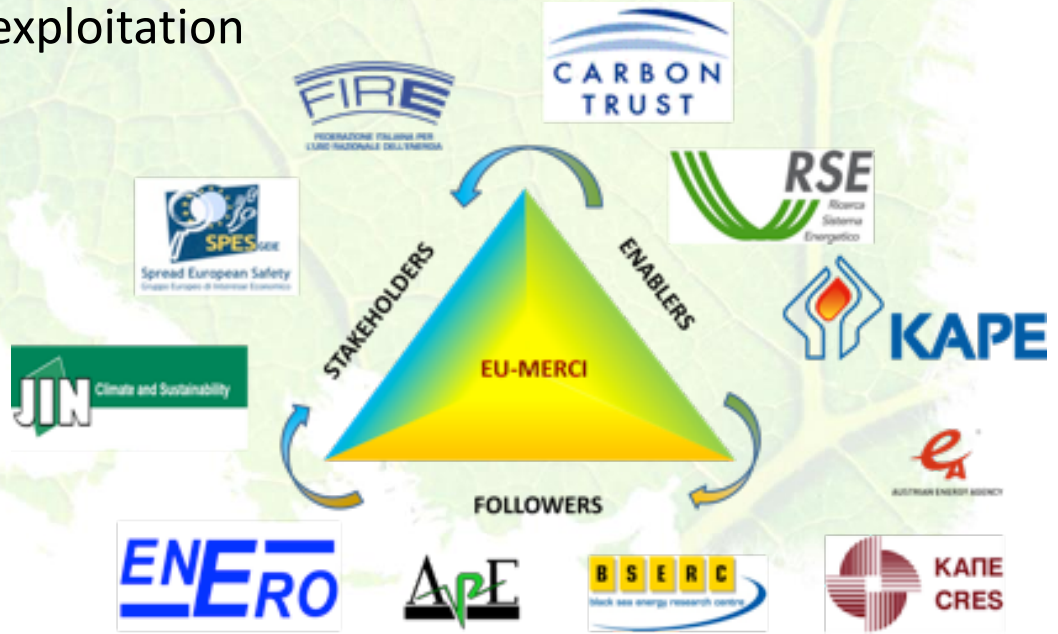 exploitation
CARBON
TRUST
FIRE
FEDERAZIONE ITALIANA PER
L'USO RAZIONALE DELL'ENERGIA
RSE
Ricerca
Sistema
Energetico
SPES GEIE
Spread European Safety
Gruppo Europeo di Interesse Economico
STAKEHOLDERS
ENABLERS
KAPE
EU-MERCI
JIN Climate and Sustainability
eA
AUSTRIAN ENERGY AGENCY
FOLLOWERS
ENERO
ApE
BSERC
black sea energy research centre
ΚΑΠΕ
CRES